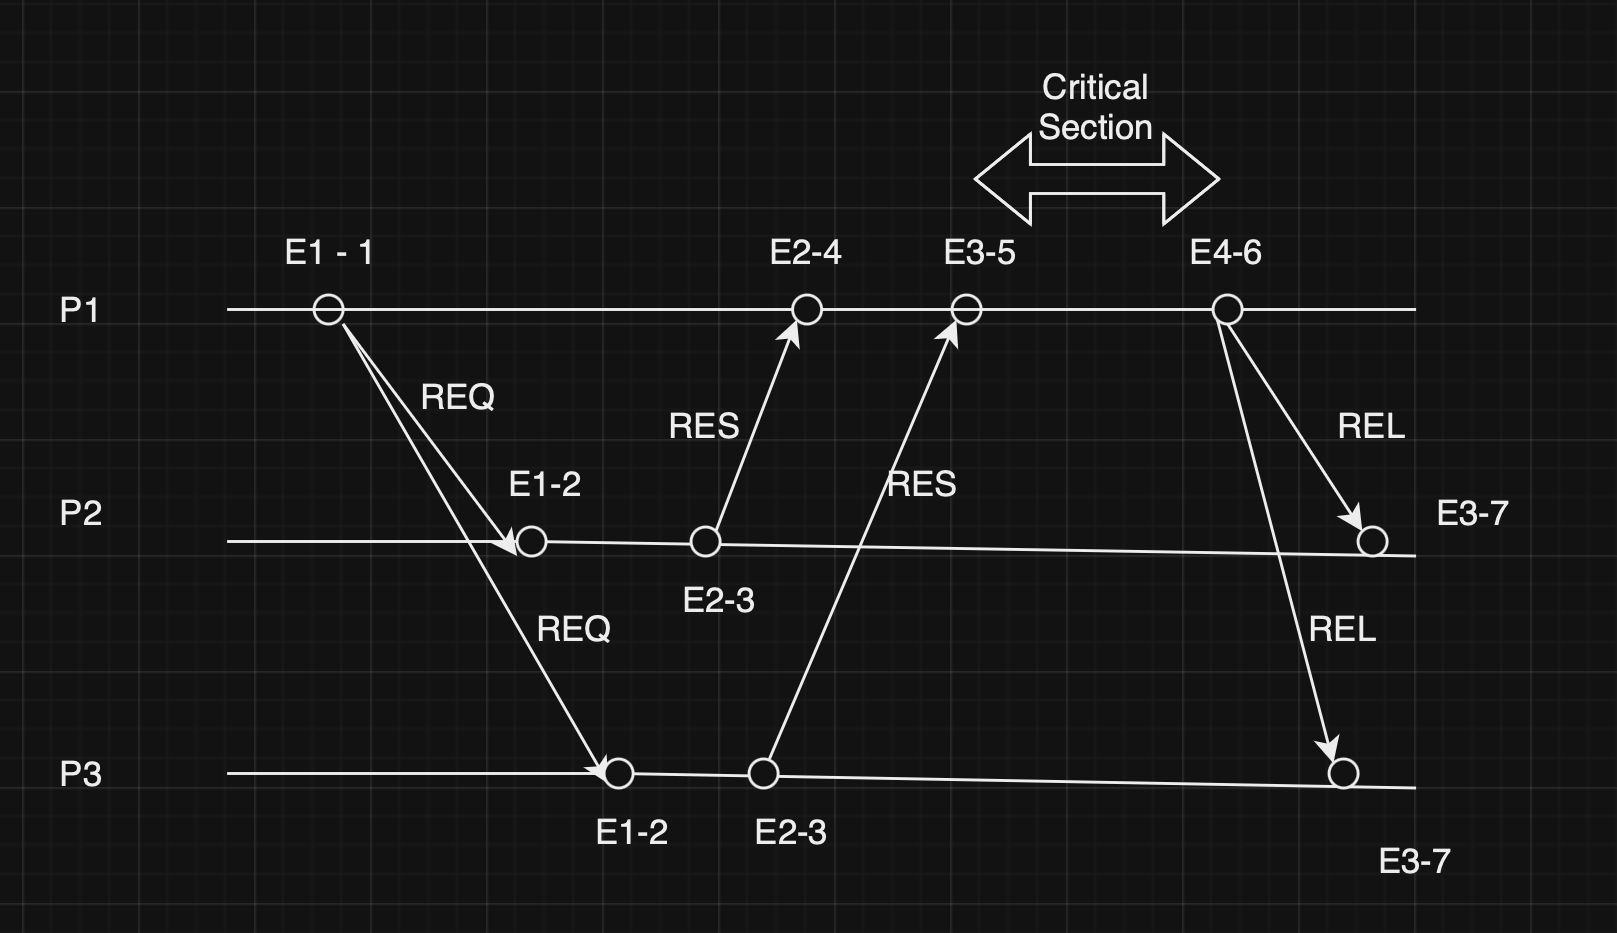 Critical
Section
E1 - 1
E2-4
E3-5
E4-6
P1
REQ
RES
REL
E1-2
RES
P2
E3-7
E2-3
REQ
REL
P3
E1-2
E2-3
E3-7